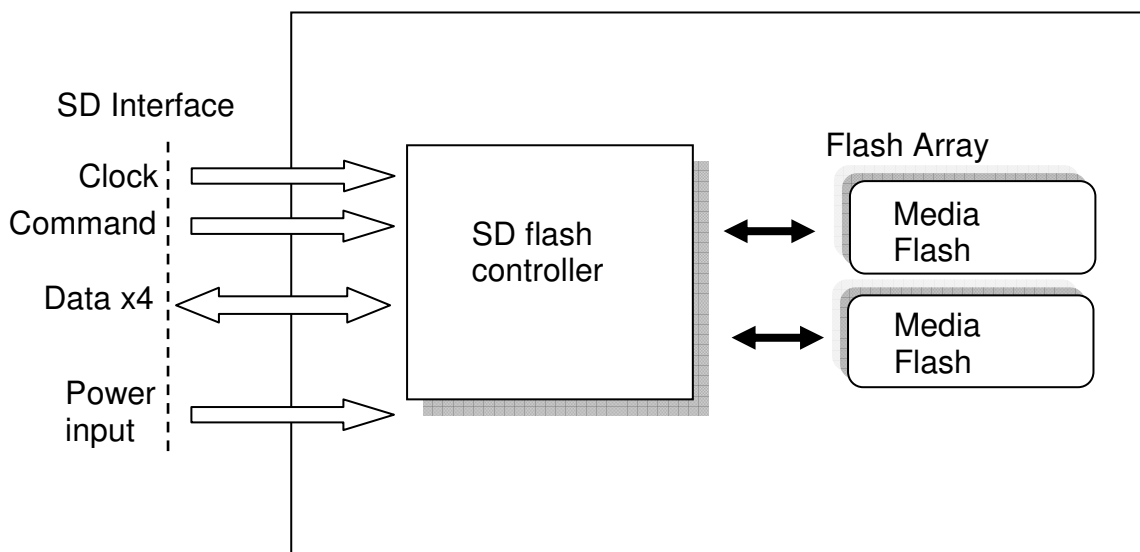 SD Interface
Clock
Command
Data x4
Power
input
SD flash
controller
Flash Array
Media
Flash
Media
Flash